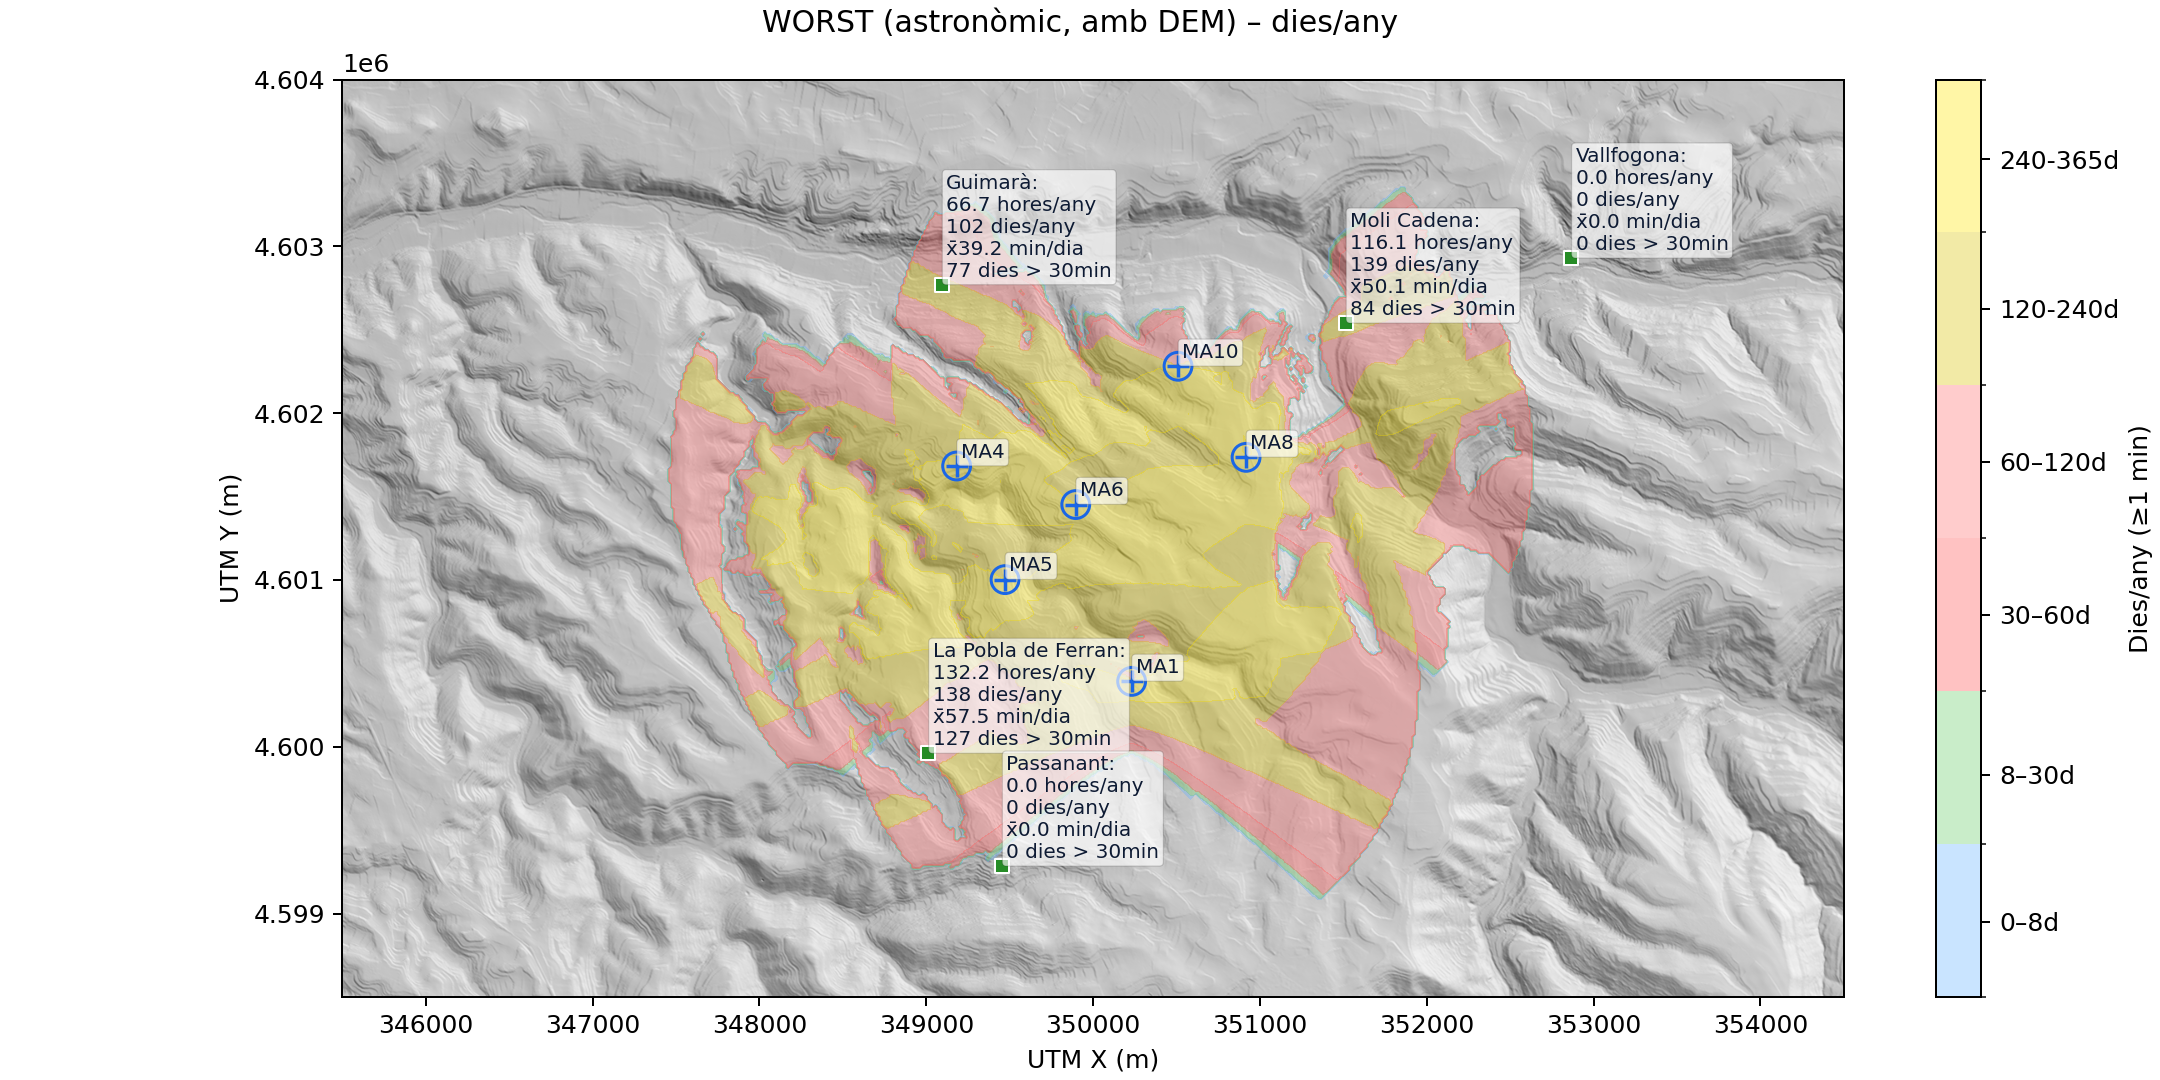 WORST (astronòmic, amb DEM) – dies/any
1e6
4.604
4.603
4.602
4.601
4.600
4.599
UTM Y (m)
Guimarà:
66.7 hores/any
102 dies/any
x̄39.2 min/dia
77 dies > 30min
Moli Cadena:
116.1 hores/any
139 dies/any
x̄50.1 min/dia
84 dies > 30min
Vallfogona:
0.0 hores/any
0 dies/any
x̄0.0 min/dia
0 dies > 30min
MA10
MA8
MA4
MA6
MA5
MA1
La Pobla de Ferran:
132.2 hores/any
138 dies/any
x̄57.5 min/dia
127 dies > 30min
Passanant:
0.0 hores/any
0 dies/any
x̄0.0 min/dia
0 dies > 30min
346000
347000
348000
349000
350000
351000
352000
353000
354000
UTM X (m)
240-365d
120-240d
60–120d
30–60d
8–30d
0–8d
Dies/any (≥1 min)